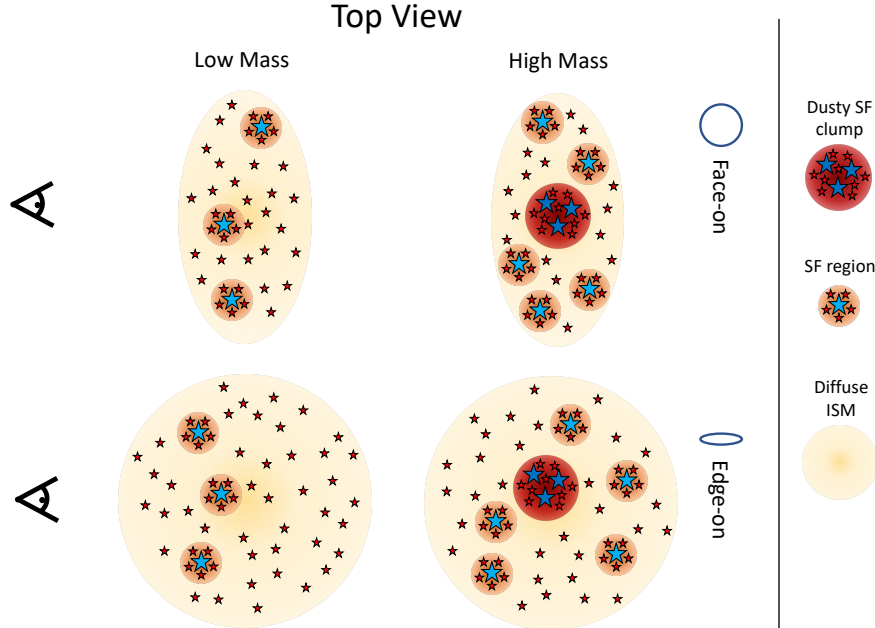 Top View
Low Mass
High Mass
Face-on
Edge-on
Dusty SF
clump
SF region
Diffuse
ISM